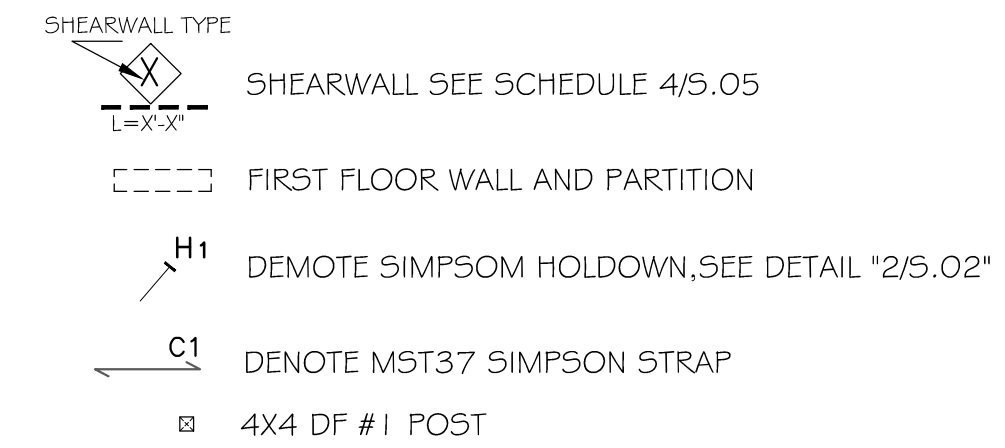 SHEARWALL TYPE
X
SHEARWALL SEE SCHEDULE 4/S.05
L=X'-X"
FIRST FLOOR WALL AND PARTITION
H1
DEMOTE SIMPSOM HOLDOWN,SEE DETAIL "2/S.02"
C1
DENOTE MST37 SIMPSON STRAP
4X4 DF #1 POST